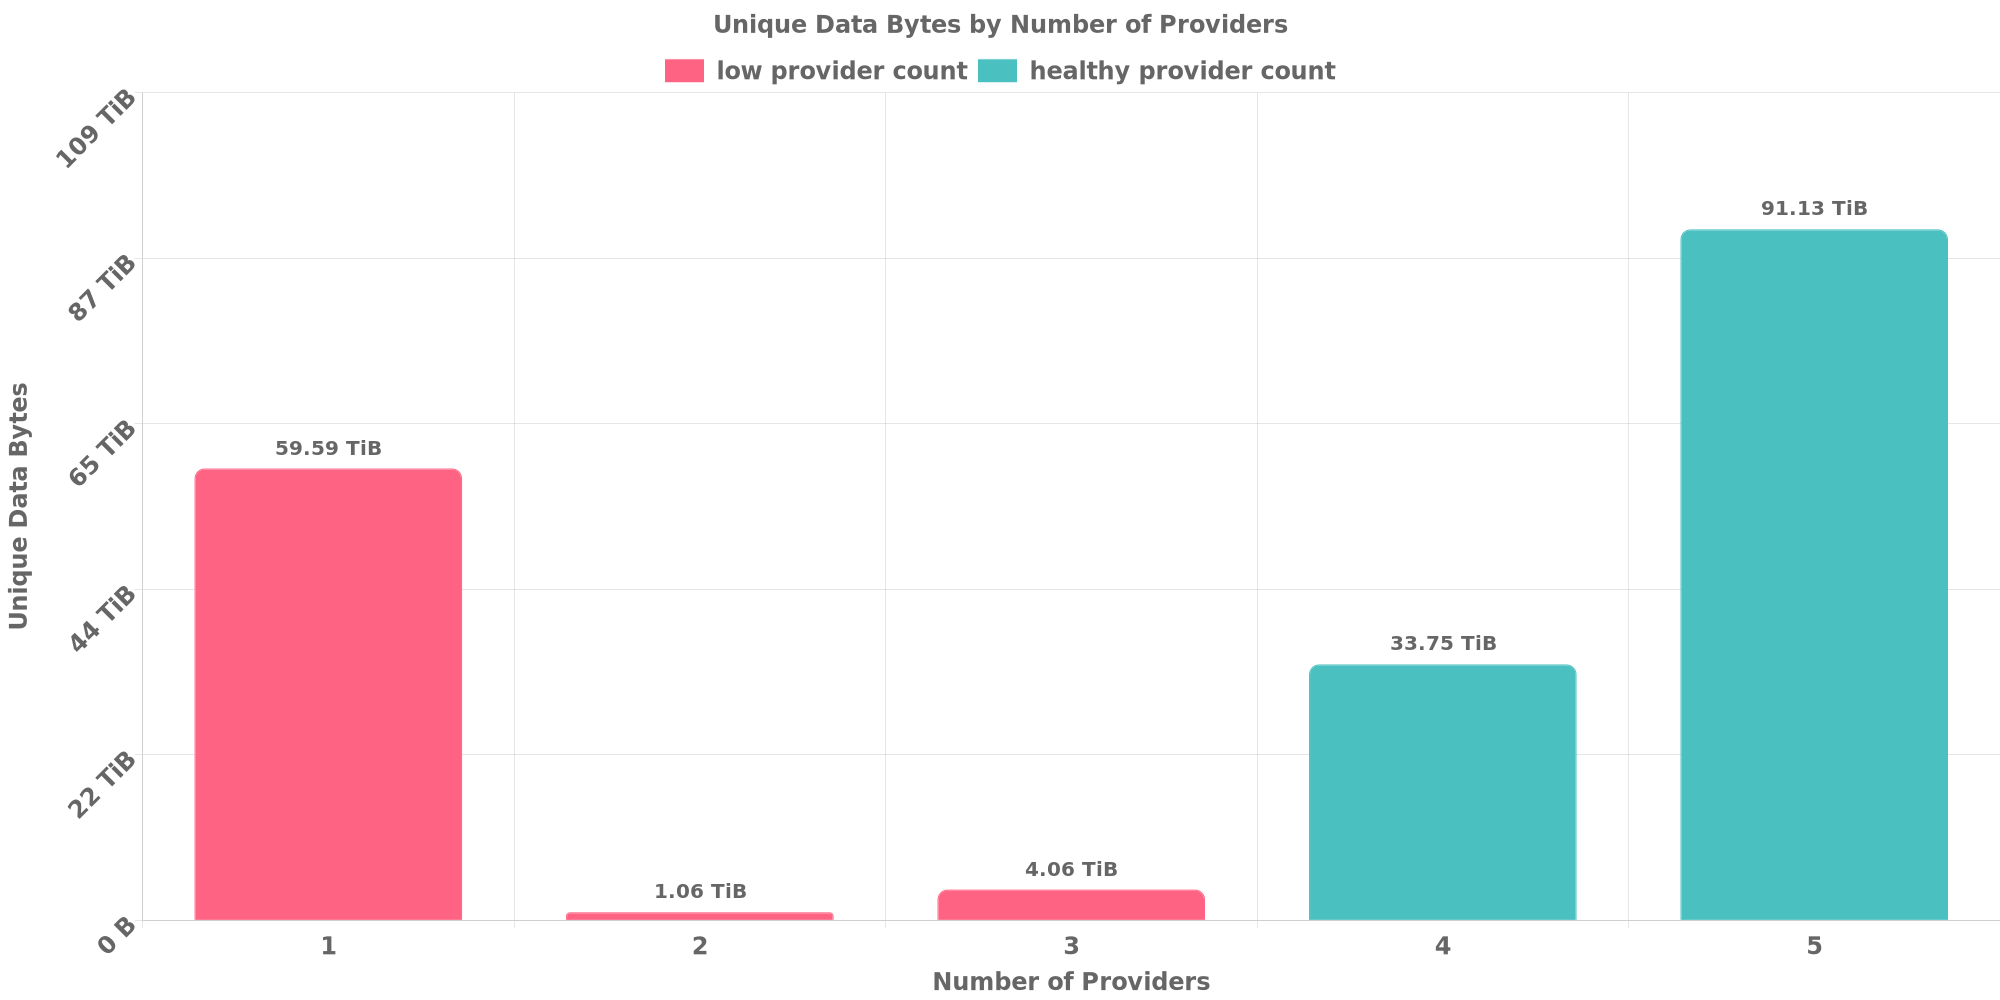 Unique Data Bytes by Number of Providers
low provider count healthy provider count
109 TiB
87 TiB
65 TiB
44 TiB
22 TiB
0 B
Unique Data Bytes
59.59 TiB
1.06 TiB
4.06 TiB
33.75 TiB
91.13 TiB
1 2 3 4 5
Number of Providers